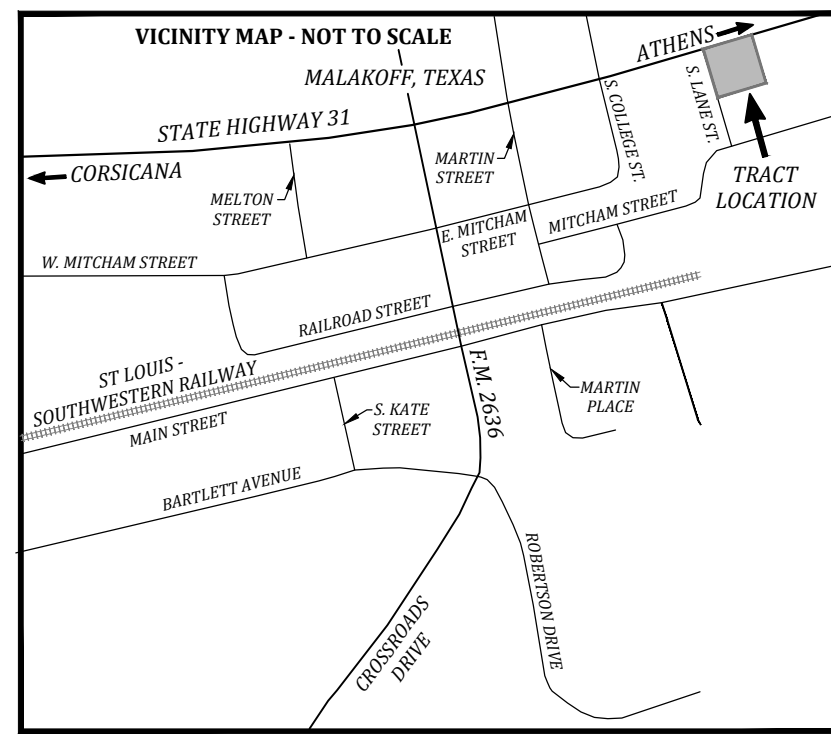 VICINITY MAP - NOT TO SCALE
MALAKOFF, TEXAS
ATHENS
STATE HIGHWAY 31
S. LANE ST.
S. COLLEGE ST.
CORSICANA
MARTIN
STREET
TRACT
LOCATION
MELTON
STREET
MITCHAM STREET
E. MITCHAM
STREET
W. MITCHAM STREET
RAILROAD STREET
ST LOUIS -
SOUTHWESTERN RAILWAY
F.M. 2636
MARTIN
PLACE
MAIN STREET
S. KATE
STREET
BARTLETT AVENUE
ROBERTSON DRIVE
CROSSROADS
DRIVE